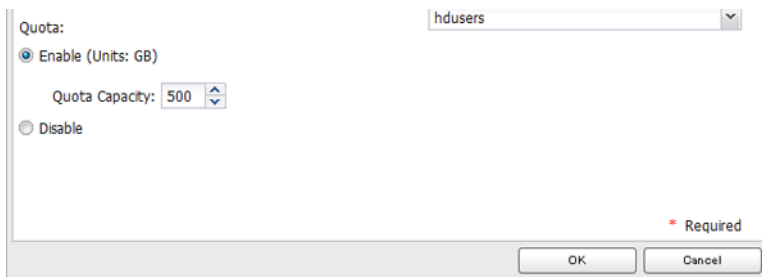 hdusers
Quota:
Enable (Units: GB)
Quota Capacity: 500
Disable
* Required
OK Cancel